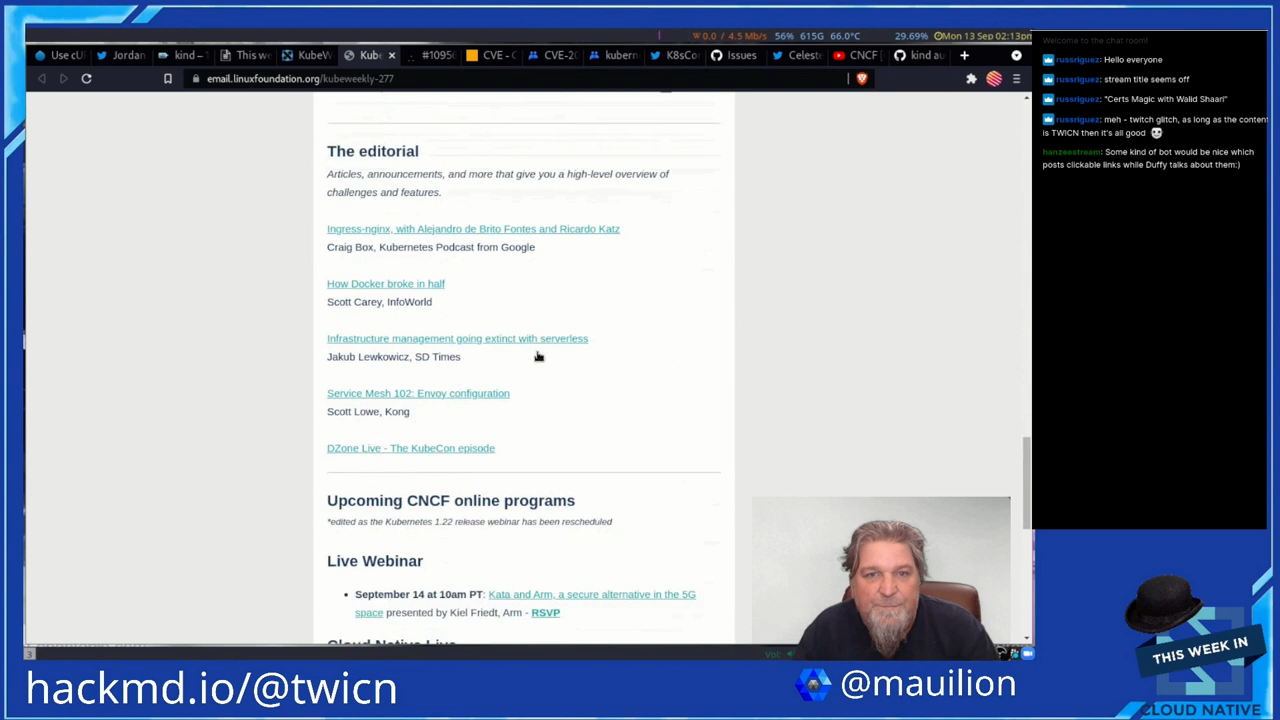 0.0 / 4.5 Mb/s 56% 615G 66.0°C 29.69% Mon 13 Sep 02:13pm
Use cU
Jordan
kind –
This we
KubeW
Kube
#1095
CVE - C
CVE-20
kubern
K8sCo
Issues
Celeste
CNCF
kind au
email.linuxfoundation.org/kubeweekly-277
The editorial
Articles, announcements, and more that give you a high-level overview of
challenges and features.
Ingress-nginx, with Alejandro de Brito Fontes and Ricardo Katz
Craig Box, Kubernetes Podcast from Google
How Docker broke in half
Scott Carey, InfoWorld
Infrastructure management going extinct with serverless
Jakub Lewkowicz, SD Times
Service Mesh 102: Envoy configuration
Scott Lowe, Kong
DZone Live - The KubeCon episode
Upcoming CNCF online programs
*edited as the Kubernetes 1.22 release webinar has been rescheduled
Live Webinar
• September 14 at 10am PT: Kata and Arm, a secure alternative in the 5G
space presented by Kiel Friedt, Arm - RSVP
Cloud Native Live
3
Vol:
Welcome to the chat room!
russriguez: Hello everyone
russriguez: stream title seems off
russriguez: "Certs Magic with Walid Shaari"
russriguez: meh - twitch glitch, as long as the content
is TWICN then it's all good
hanzeestream: Some kind of bot would be nice which
posts clickable links while Duffy talks about them:)
hackmd.io/@twicn
@mauilion
THIS WEEK IN
CLOUD NATIVE